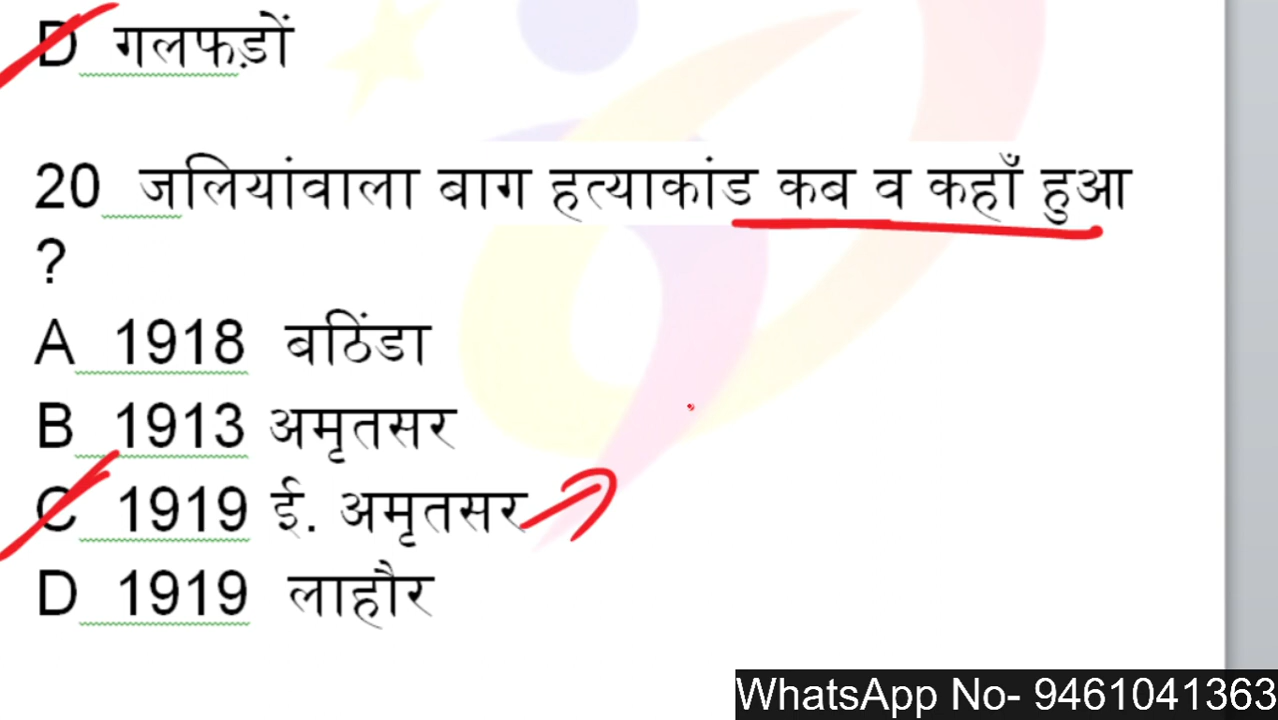 D गलफड़ों
20 जलियांवाला बाग हत्याकांड कब व कहाँ हुआ
?
A 1918 बठिंडा
B 1913 अमृतसर
C 1919 ई. अमृतसर
D 1919 लाहौर
WhatsApp No- 9461041363